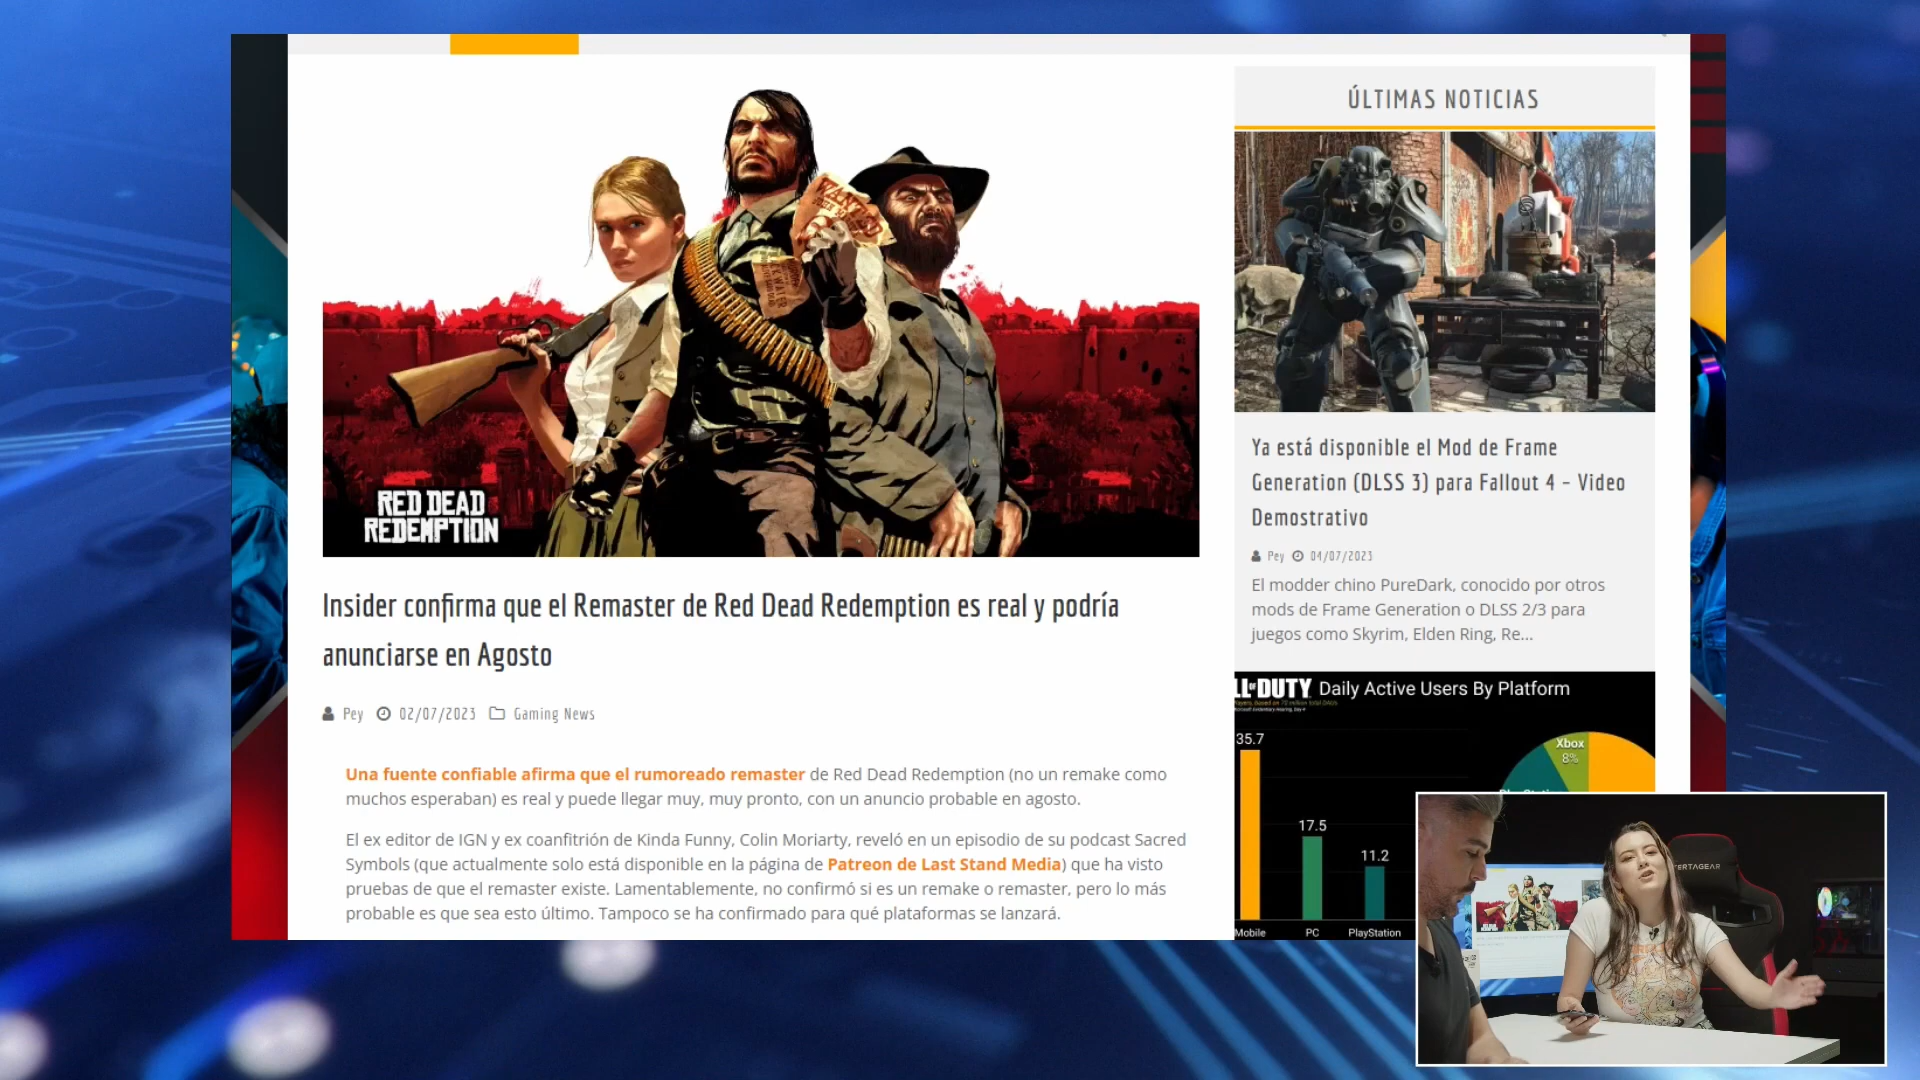 RED DEAD
REDEMPTION
Insider confirma que el Remaster de Red Dead Redemption es real y podría
anunciarse en Agosto
Pey 02/07/2023 Gaming News
Una fuente confiable afirma que el rumoreado remaster de Red Dead Redemption (no un remake como
muchos esperaban) es real y puede llegar muy, muy pronto, con un anuncio probable en agosto.
El ex editor de IGN y ex coanfitrión de Kinda Funny, Colin Moriarty, reveló en un episodio de su podcast Sacred
Symbols (que actualmente solo está disponible en la página de Patreon de Last Stand Media) que ha visto
pruebas de que el remaster existe. Lamentablemente, no confirmó si es un remake o remaster, pero lo más
probable es que sea esto último. Tampoco se ha confirmado para qué plataformas se lanzará.
ÚLTIMAS NOTICIAS
Ya está disponible el Mod de Frame
Generation (DLSS 3) para Fallout 4 – Video
Demostrativo
Pey 04/07/2023
El modder chino PureDark, conocido por otros
mods de Frame Generation o DLSS 2/3 para
juegos como Skyrim, Elden Ring, Re...
LL OF DUTY Daily Active Users By Platform
35.7
17.5
11.2
Xbox
8%
Mobile PC PlayStation
ERTAGEAR